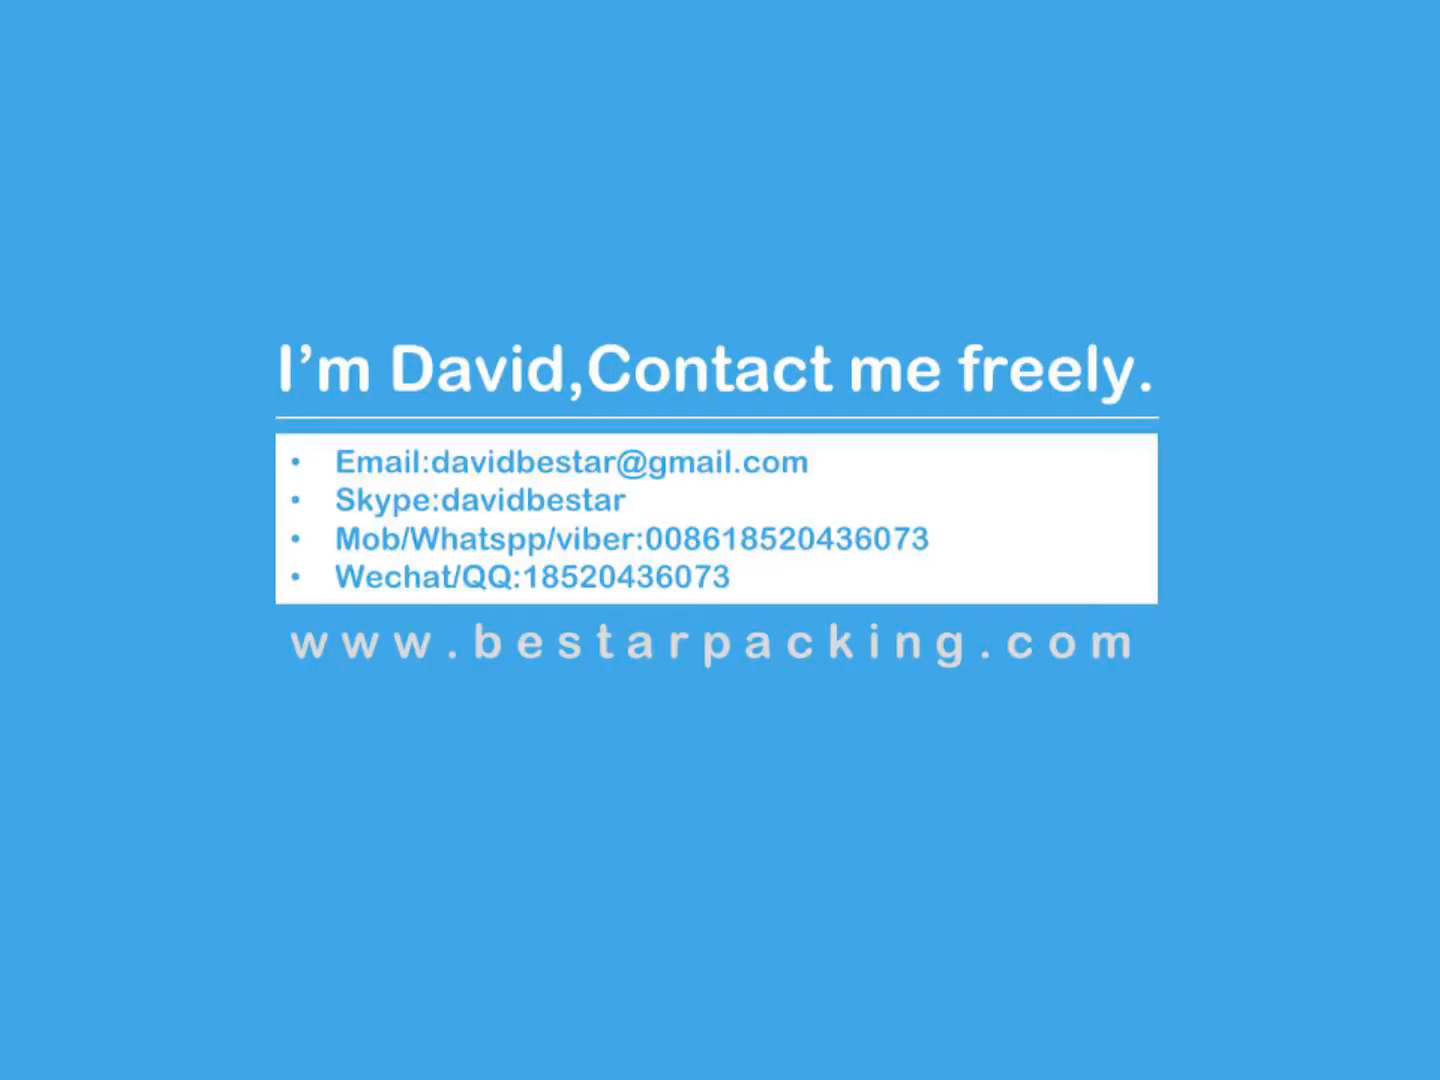 I’m David,Contact me freely.
• Email:davidbestar@gmail.com
• Skype:davidbestar
• Mob/Whatspp/viber:008618520436073
• Wechat/QQ:18520436073
www.bestarpacking.com